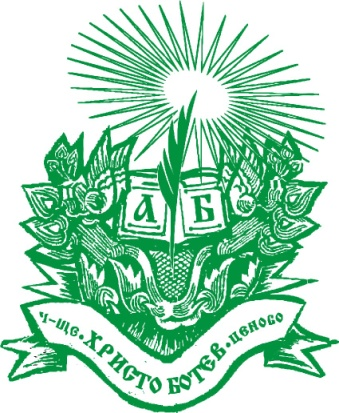 А Б
Ч-ЩЕ · ХРИСТО БОТЕВ · ЦЕНОВО